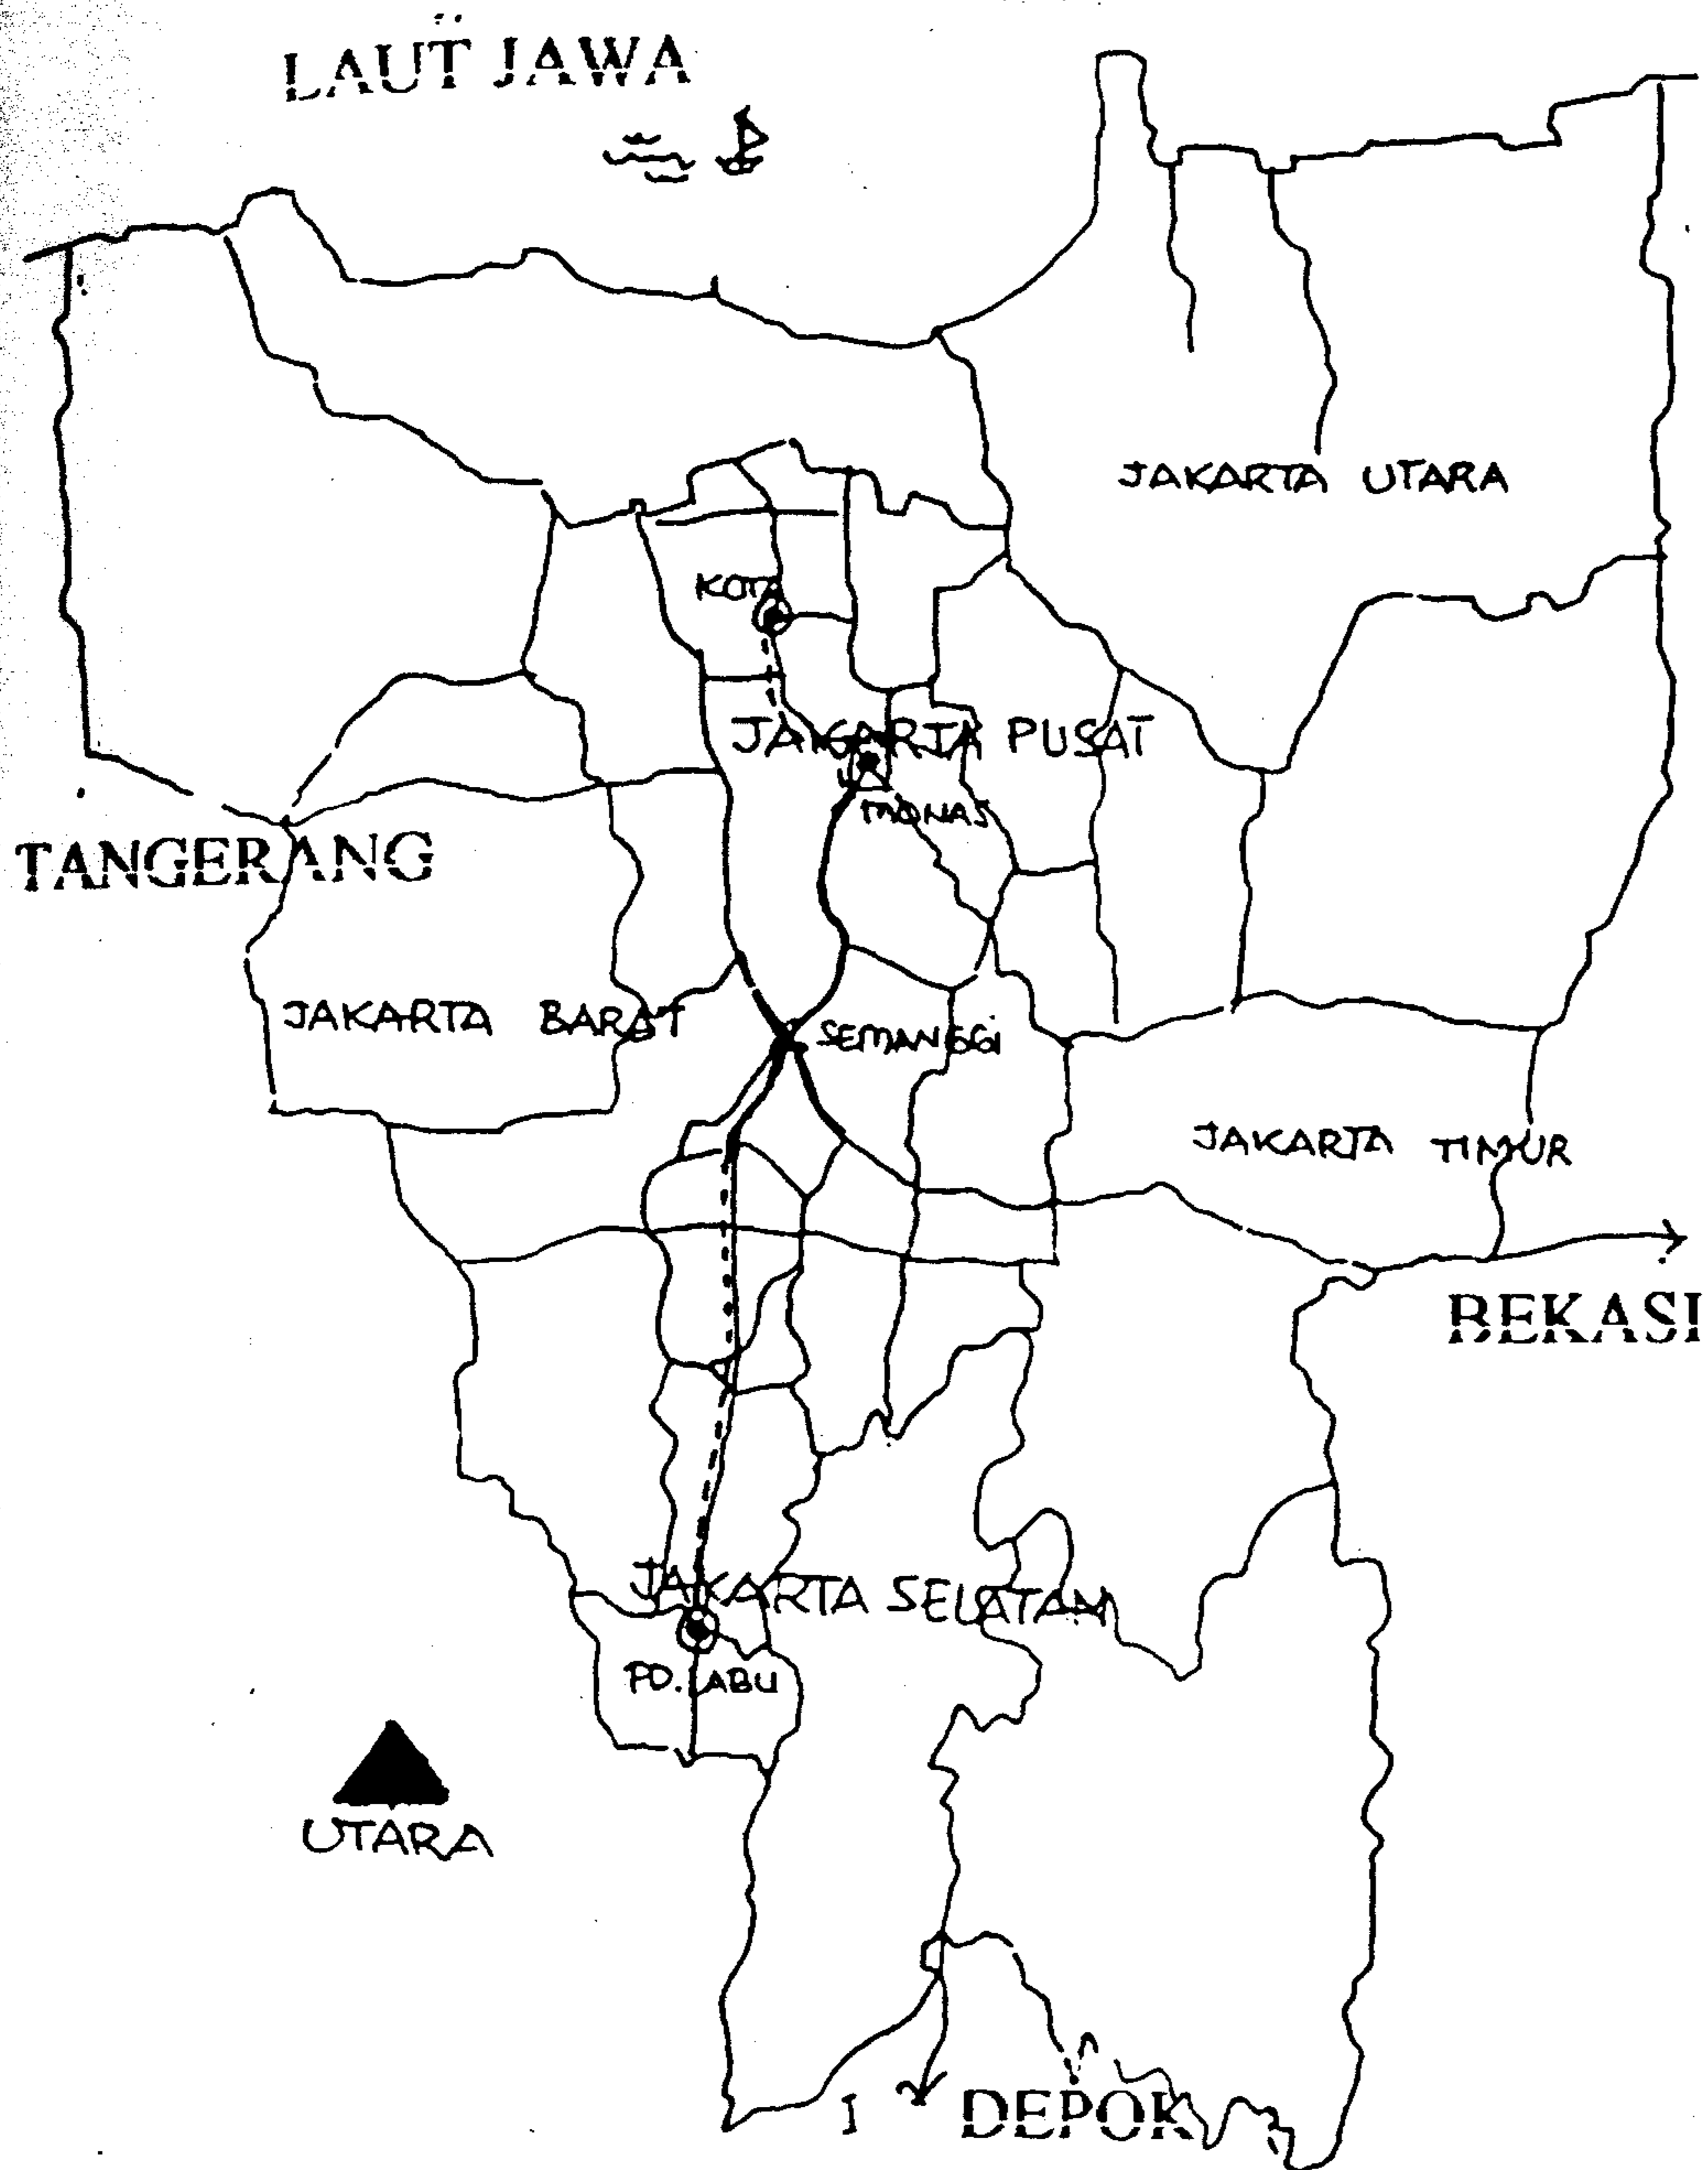 LAUT JAWA
JAKARTA UTARA
KOTA
JAKARTA PUSAT
MONAS
TANGERANG
JAKARTA BARAT
SEMANGGI
JAKARTA TIMUR
BEKASI
JAKARTA SELATAN
PD. LABU
UTARA
DEPOK